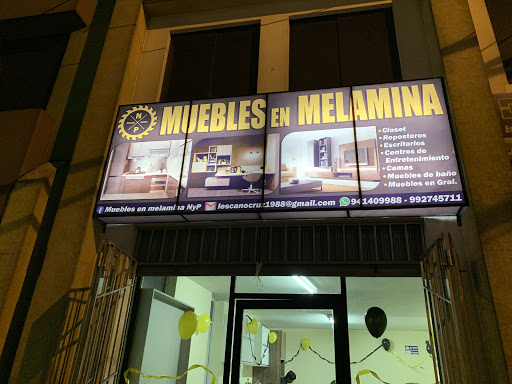 N
P
MUEBLES EN MELAMINA
• Closet
• Reposteros
• Escritorios
• Centros de
Entretenimiento
• Camas
• Muebles de baño
• Muebles en Gral.
Muebles en melamina NyP lescanocruz1988@gmail.com 941409988 - 992745711